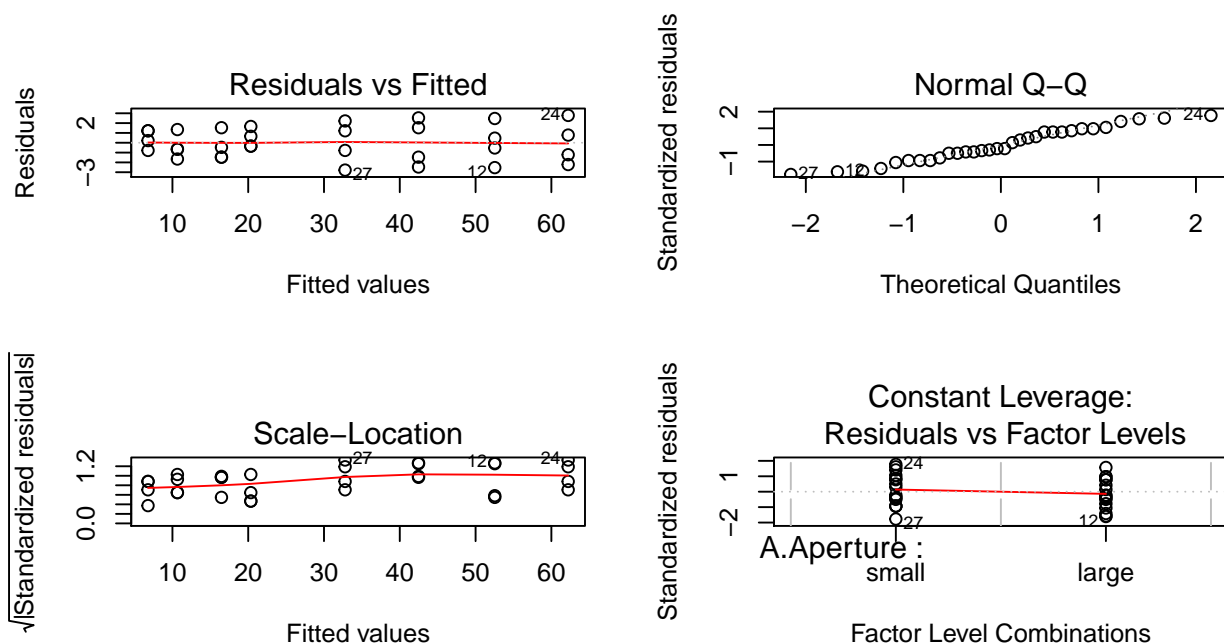 Residuals vs Fitted
Residuals
2
−3
24
27
12
10 20 30 40 50 60
Fitted values
Normal Q−Q
Standardized residuals
2
−1
24
27
12
−2 −1 0 1 2
Theoretical Quantiles
Scale−Location
√|Standardized residuals|
1.2
0.0
27
12
24
10 20 30 40 50 60
Fitted values
Constant Leverage:
Residuals vs Factor Levels
Standardized residuals
1
−2
24
27
12
A.Aperture :
small large
Factor Level Combinations